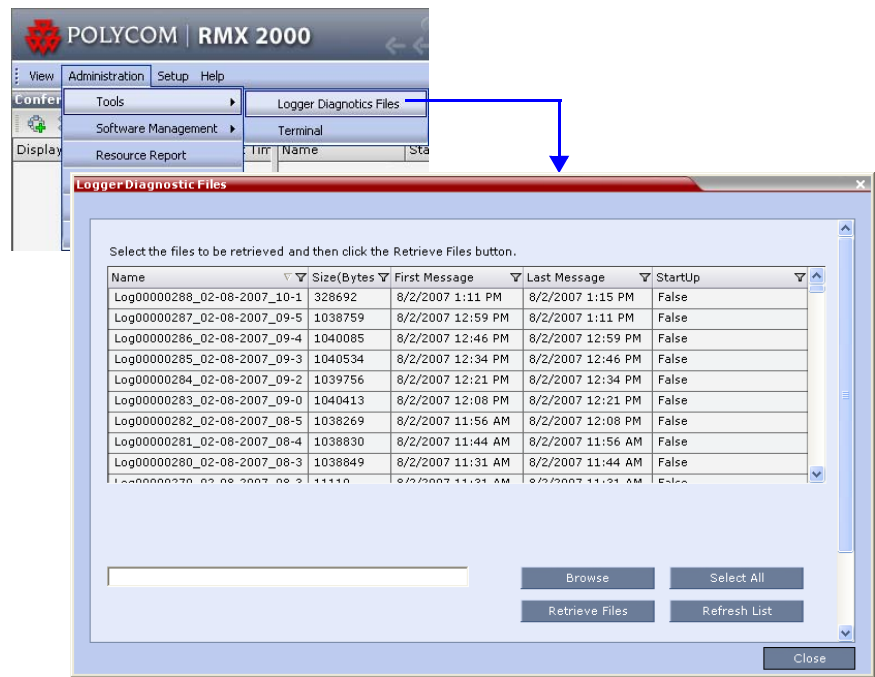 POLYCOM | RMX 2000
View Administration Setup Help
Confer
Tools
Logger Diagnotics Files
Software Management
Terminal
Display
Name
Sta
Resource Report
Logger Diagnostic Files
Select the files to be retrieved and then click the Retrieve Files button.
Name Size(Bytes First Message Last Message StartUp
Log00000288_02-08-2007_10-1 328692 8/2/2007 1:11 PM 8/2/2007 1:15 PM False
Log00000287_02-08-2007_09-5 1038759 8/2/2007 12:59 PM 8/2/2007 1:11 PM False
Log00000286_02-08-2007_09-4 1040085 8/2/2007 12:46 PM 8/2/2007 12:59 PM False
Log00000285_02-08-2007_09-3 1040534 8/2/2007 12:34 PM 8/2/2007 12:46 PM False
Log00000284_02-08-2007_09-2 1039756 8/2/2007 12:21 PM 8/2/2007 12:34 PM False
Log00000283_02-08-2007_09-0 1040413 8/2/2007 12:08 PM 8/2/2007 12:21 PM False
Log00000282_02-08-2007_08-5 1038269 8/2/2007 11:56 AM 8/2/2007 12:08 PM False
Log00000281_02-08-2007_08-4 1038830 8/2/2007 11:44 AM 8/2/2007 11:56 AM False
Log00000280_02-08-2007_08-3 1038849 8/2/2007 11:31 AM 8/2/2007 11:44 AM False
Browse Select All
Retrieve Files Refresh List
Close